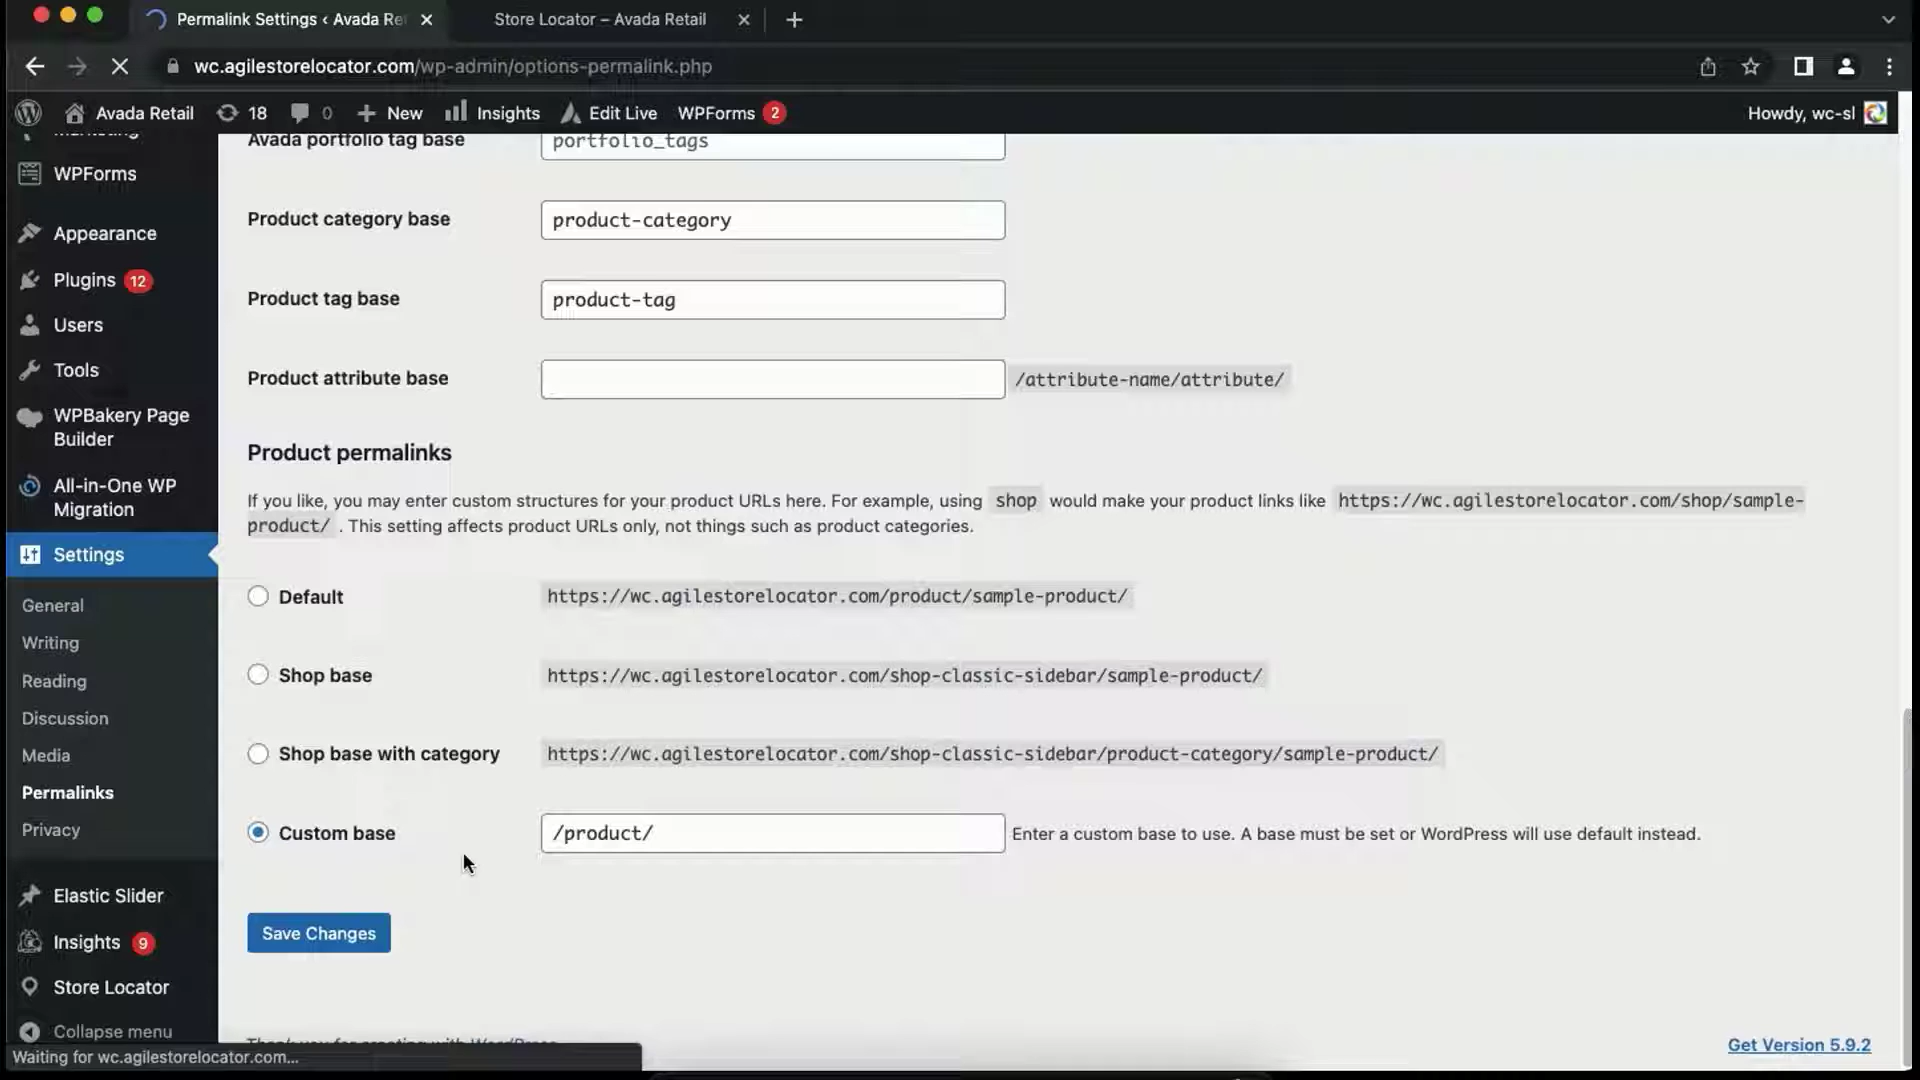 Permalink Settings ‹ Avada Re
Store Locator – Avada Retail
wc.agilestorelocator.com/wp-admin/options-permalink.php
Avada Retail
18
0
New
Insights
Edit Live
WPForms 2
Howdy, wc-sl
Marketing
WPForms
Appearance
Plugins 12
Users
Tools
WPBakery Page
Builder
All-in-One WP
Migration
Settings
General
Writing
Reading
Discussion
Media
Permalinks
Privacy
Elastic Slider
Insights 9
Store Locator
Collapse menu
Avada portfolio tag base
portfolio_tags
Product category base
product-category
Product tag base
product-tag
Product attribute base
/attribute-name/attribute/
Product permalinks
If you like, you may enter custom structures for your product URLs here. For example, using shop would make your product links like https://wc.agilestorelocator.com/shop/sample-
product/ . This setting affects product URLs only, not things such as product categories.
Default
https://wc.agilestorelocator.com/product/sample-product/
Shop base
https://wc.agilestorelocator.com/shop-classic-sidebar/sample-product/
Shop base with category
https://wc.agilestorelocator.com/shop-classic-sidebar/product-category/sample-product/
Custom base
/product/
Enter a custom base to use. A base must be set or WordPress will use default instead.
Save Changes
Get Version 5.9.2
Waiting for wc.agilestorelocator.com...